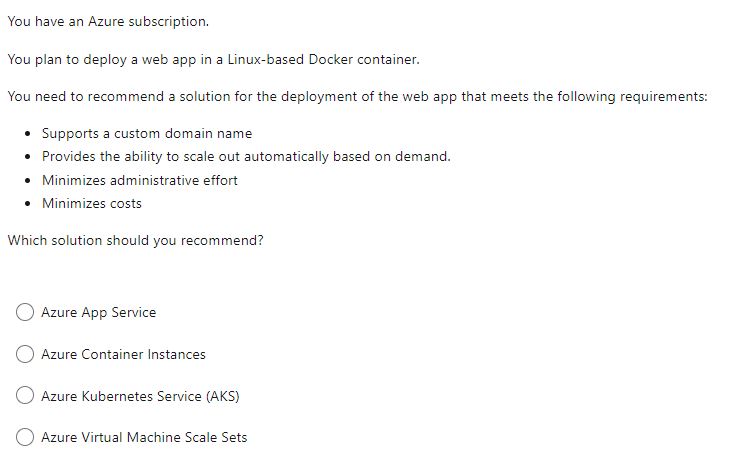 You have an Azure subscription.
You plan to deploy a web app in a Linux-based Docker container.
You need to recommend a solution for the deployment of the web app that meets the following requirements:
• Supports a custom domain name
• Provides the ability to scale out automatically based on demand.
• Minimizes administrative effort
• Minimizes costs
Which solution should you recommend?
Azure App Service
Azure Container Instances
Azure Kubernetes Service (AKS)
Azure Virtual Machine Scale Sets